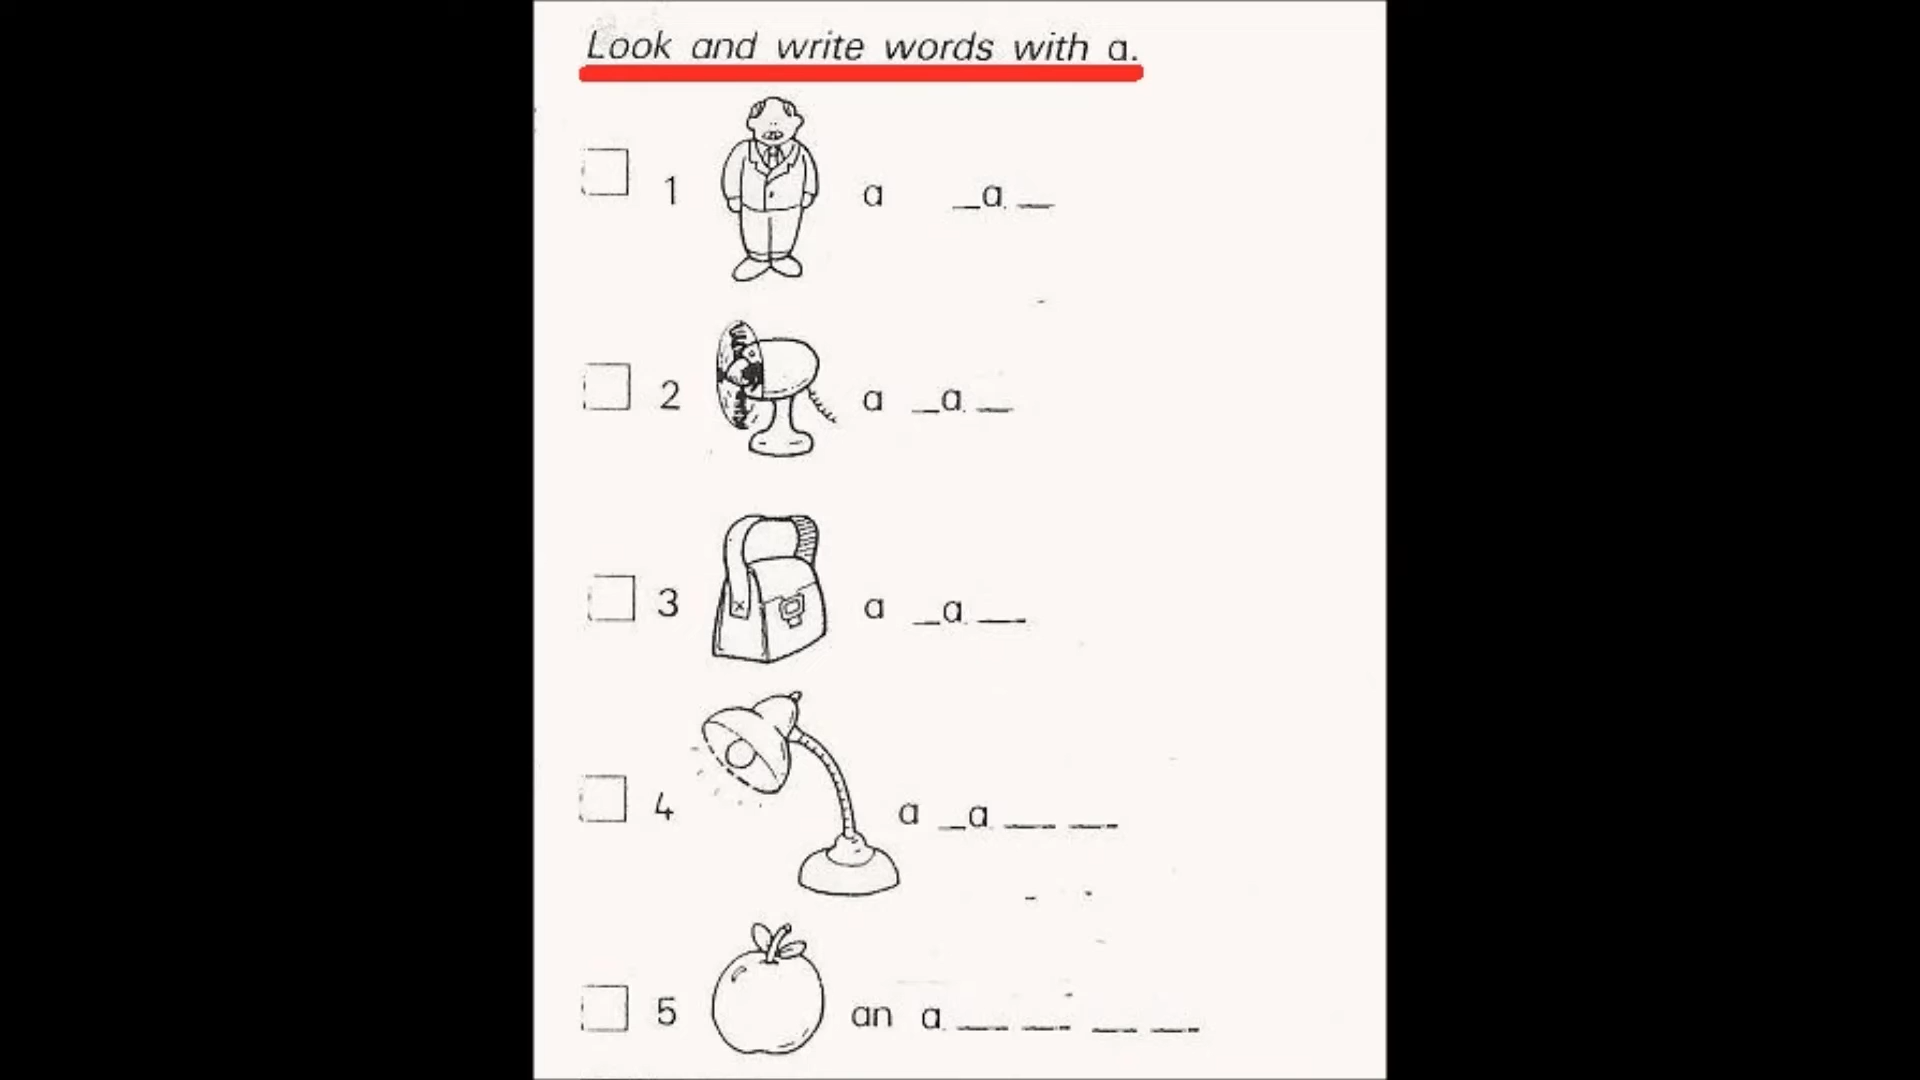 Look and write words with a.
1 a _a_
2 a _a_
3 a _a_
4 a _a_ _
5 an a_ _ _ _